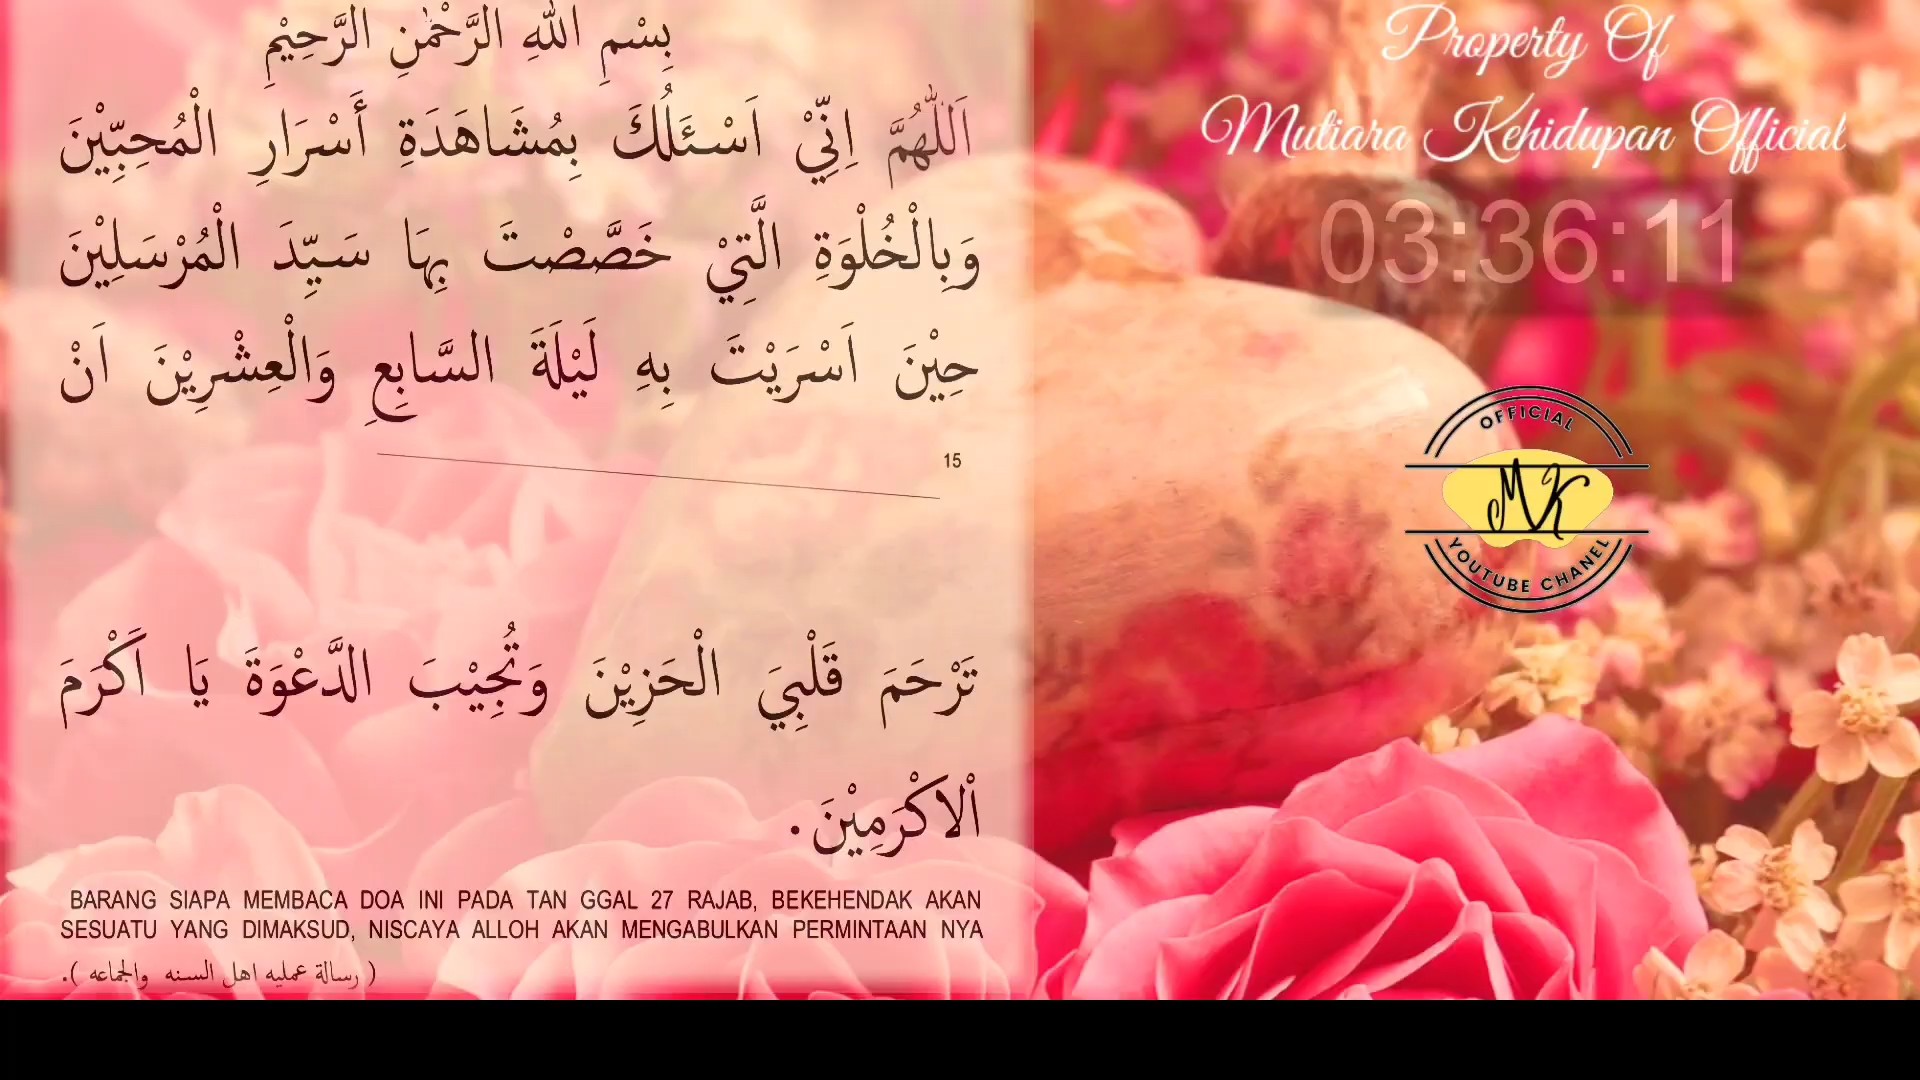 بِسْمِ اللهِ الرَّحْمٰنِ الرَّحِيْمِ
اَللّٰهُمَّ اِنِّيْ اَسْئَلُكَ بِمُشَاهَدَةِ أَسْرَارِ الْمُحِبِّيْنَ
وَبِالْخُلْوَةِ الَّتِيْ خَصَّصْتَ بِهَا سَيِّدَ الْمُرْسَلِيْنَ
حِيْنَ اَسْرَيْتَ بِهِ لَيْلَةَ السَّابِعِ وَالْعِشْرِيْنَ اَنْ
15
تَرْحَمَ قَلْبِيَ الْحَزِيْنَ وَتُجِيْبَ الدَّعْوَةَ يَا اَكْرَمَ
اْلاَكْرَمِيْنَ.
BARANG SIAPA MEMBACA DOA INI PADA TAN GGAL 27 RAJAB, BEKEHENDAK AKAN
SESUATU YANG DIMAKSUD, NISCAYA ALLOH AKAN MENGABULKAN PERMINTAAN NYA
( رسالة عمليه اهل السنه والجماعه ).
Property Of
Mutiara Kehidupan Official
03:36:11
OFFICIAL
MK
YOUTUBE CHANEL